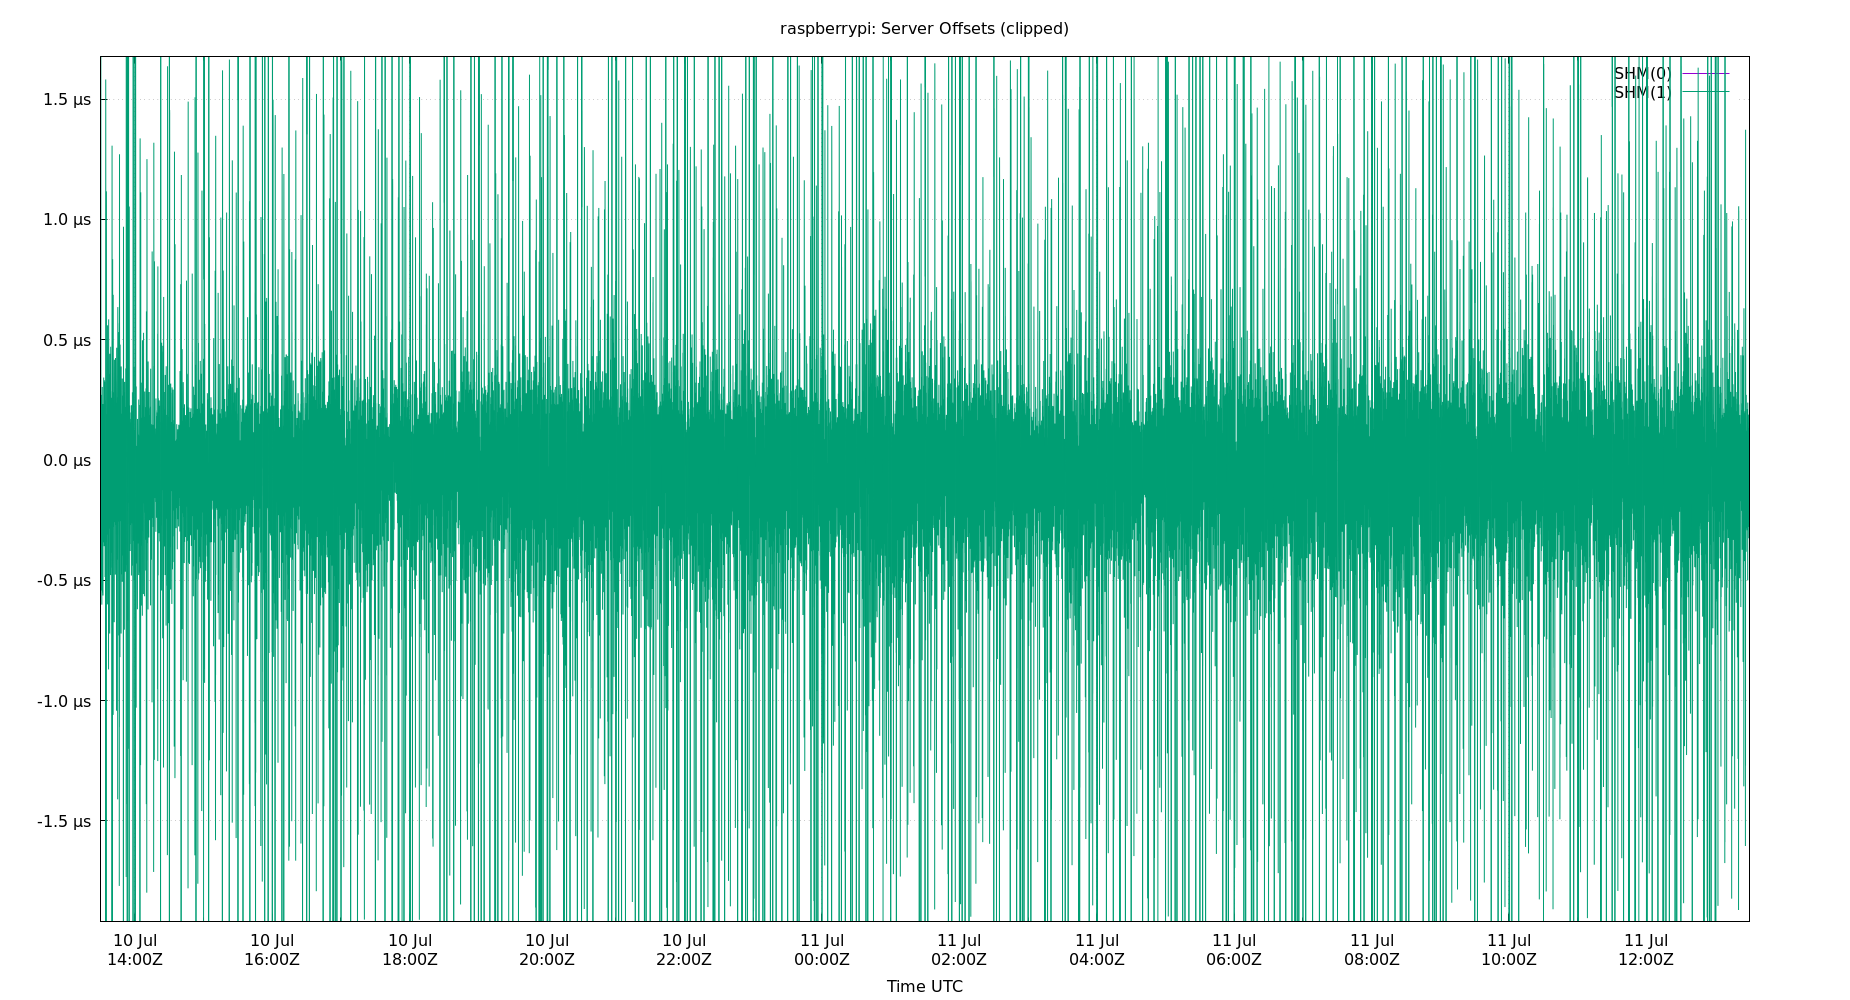 raspberrypi: Server Offsets (clipped)
SHM(0)
SHM(1)
1.5 µs
1.0 µs
0.5 µs
0.0 µs
-0.5 µs
-1.0 µs
-1.5 µs
10 Jul 10 Jul 10 Jul 10 Jul 10 Jul 11 Jul 11 Jul 11 Jul 11 Jul 11 Jul 11 Jul 11 Jul
14:00Z 16:00Z 18:00Z 20:00Z 22:00Z 00:00Z 02:00Z 04:00Z 06:00Z 08:00Z 10:00Z 12:00Z
Time UTC